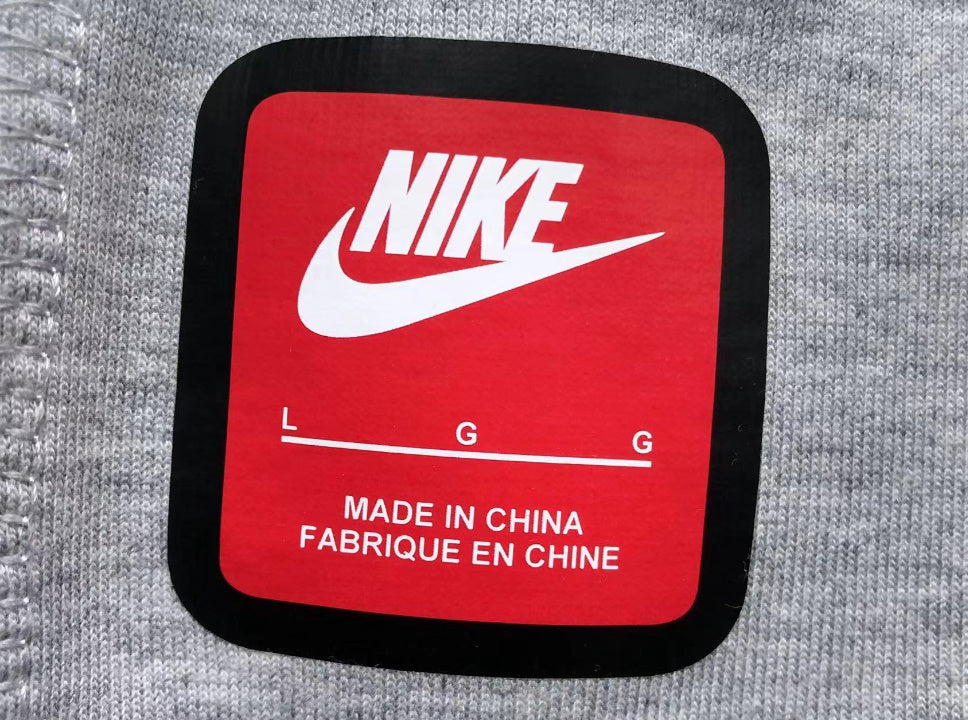 NIKE
L G G
MADE IN CHINA
FABRIQUE EN CHINE